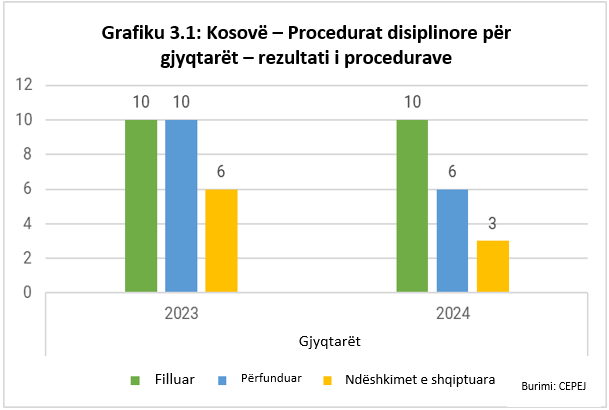 Grafiku 3.1: Kosovë – Procedurat disiplinore për
gjyqtarët – rezultati i procedurave
12
10
8
6
4
2
0
10
10
6
10
6
3
2023
2024
Gjyqtarët
Filluar
Përfunduar
Ndëshkimet e shqiptuara
Burimi: CEPEJ